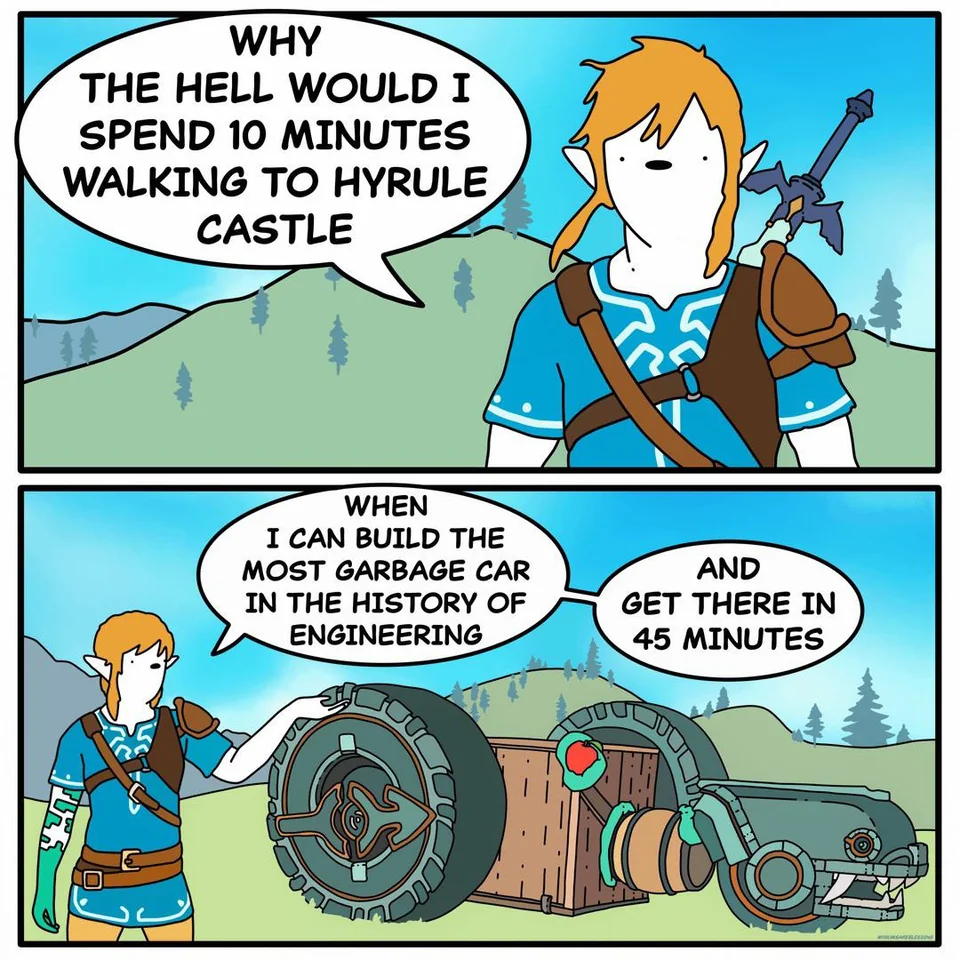 WHY
THE HELL WOULD I
SPEND 10 MINUTES
WALKING TO HYRULE
CASTLE
WHEN
I CAN BUILD THE
MOST GARBAGE CAR
IN THE HISTORY OF
ENGINEERING
AND
GET THERE IN
45 MINUTES